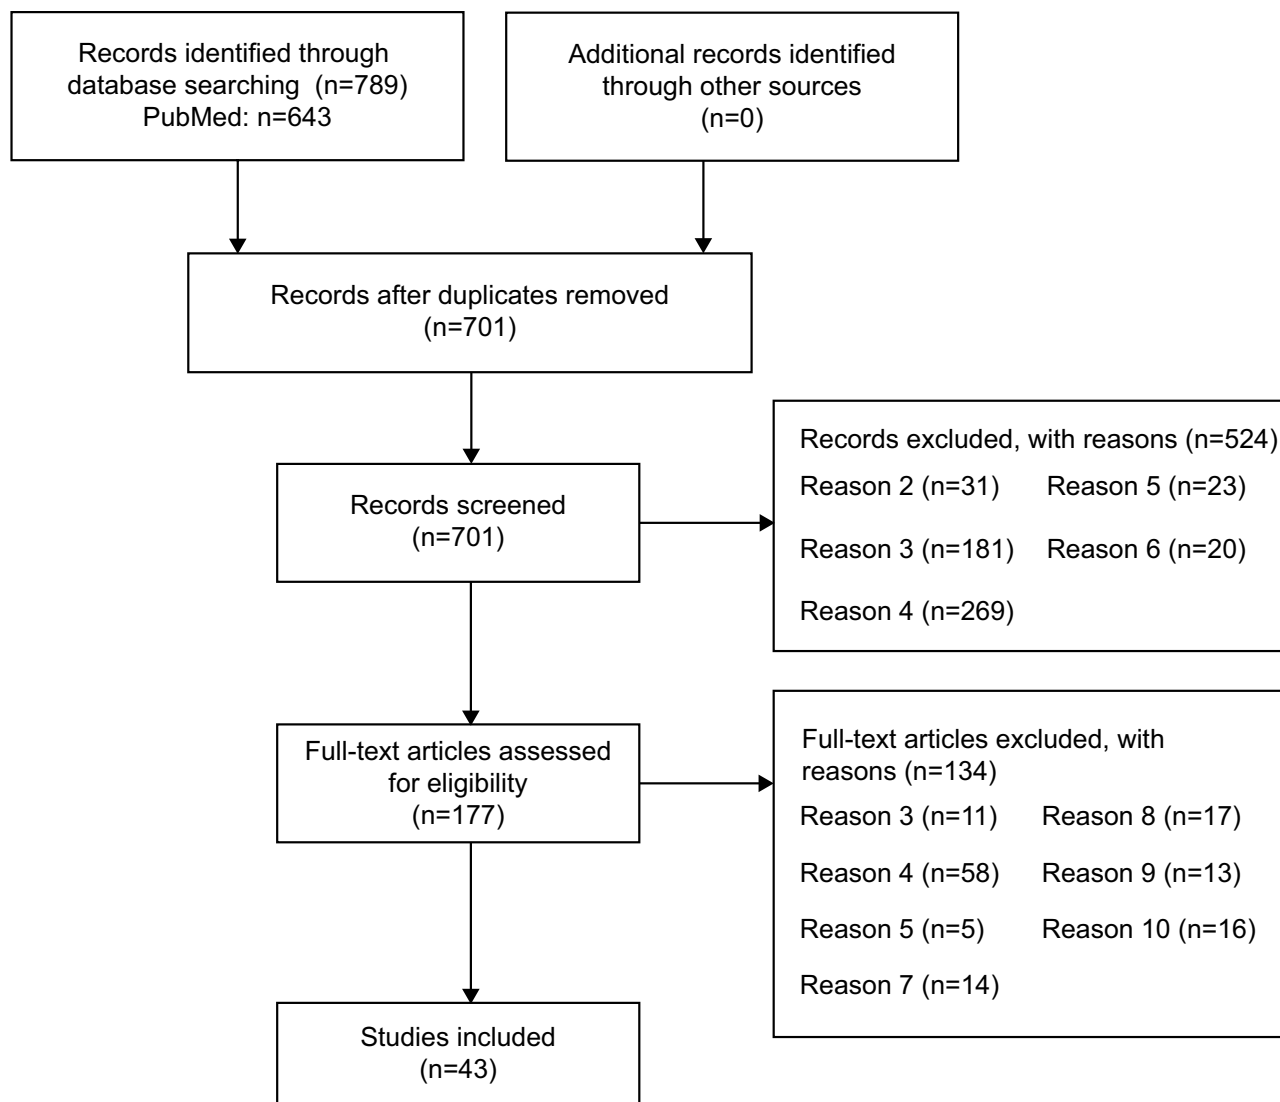 Records identified through
database searching (n=789)
PubMed: n=643
Additional records identified
through other sources
(n=0)
Records after duplicates removed
(n=701)
Records screened
(n=701)
Records excluded, with reasons (n=524)
Reason 2 (n=31) Reason 5 (n=23)
Reason 3 (n=181) Reason 6 (n=20)
Reason 4 (n=269)
Full-text articles assessed
for eligibility
(n=177)
Full-text articles excluded, with
reasons (n=134)
Reason 3 (n=11) Reason 8 (n=17)
Reason 4 (n=58) Reason 9 (n=13)
Reason 5 (n=5) Reason 10 (n=16)
Reason 7 (n=14)
Studies included
(n=43)